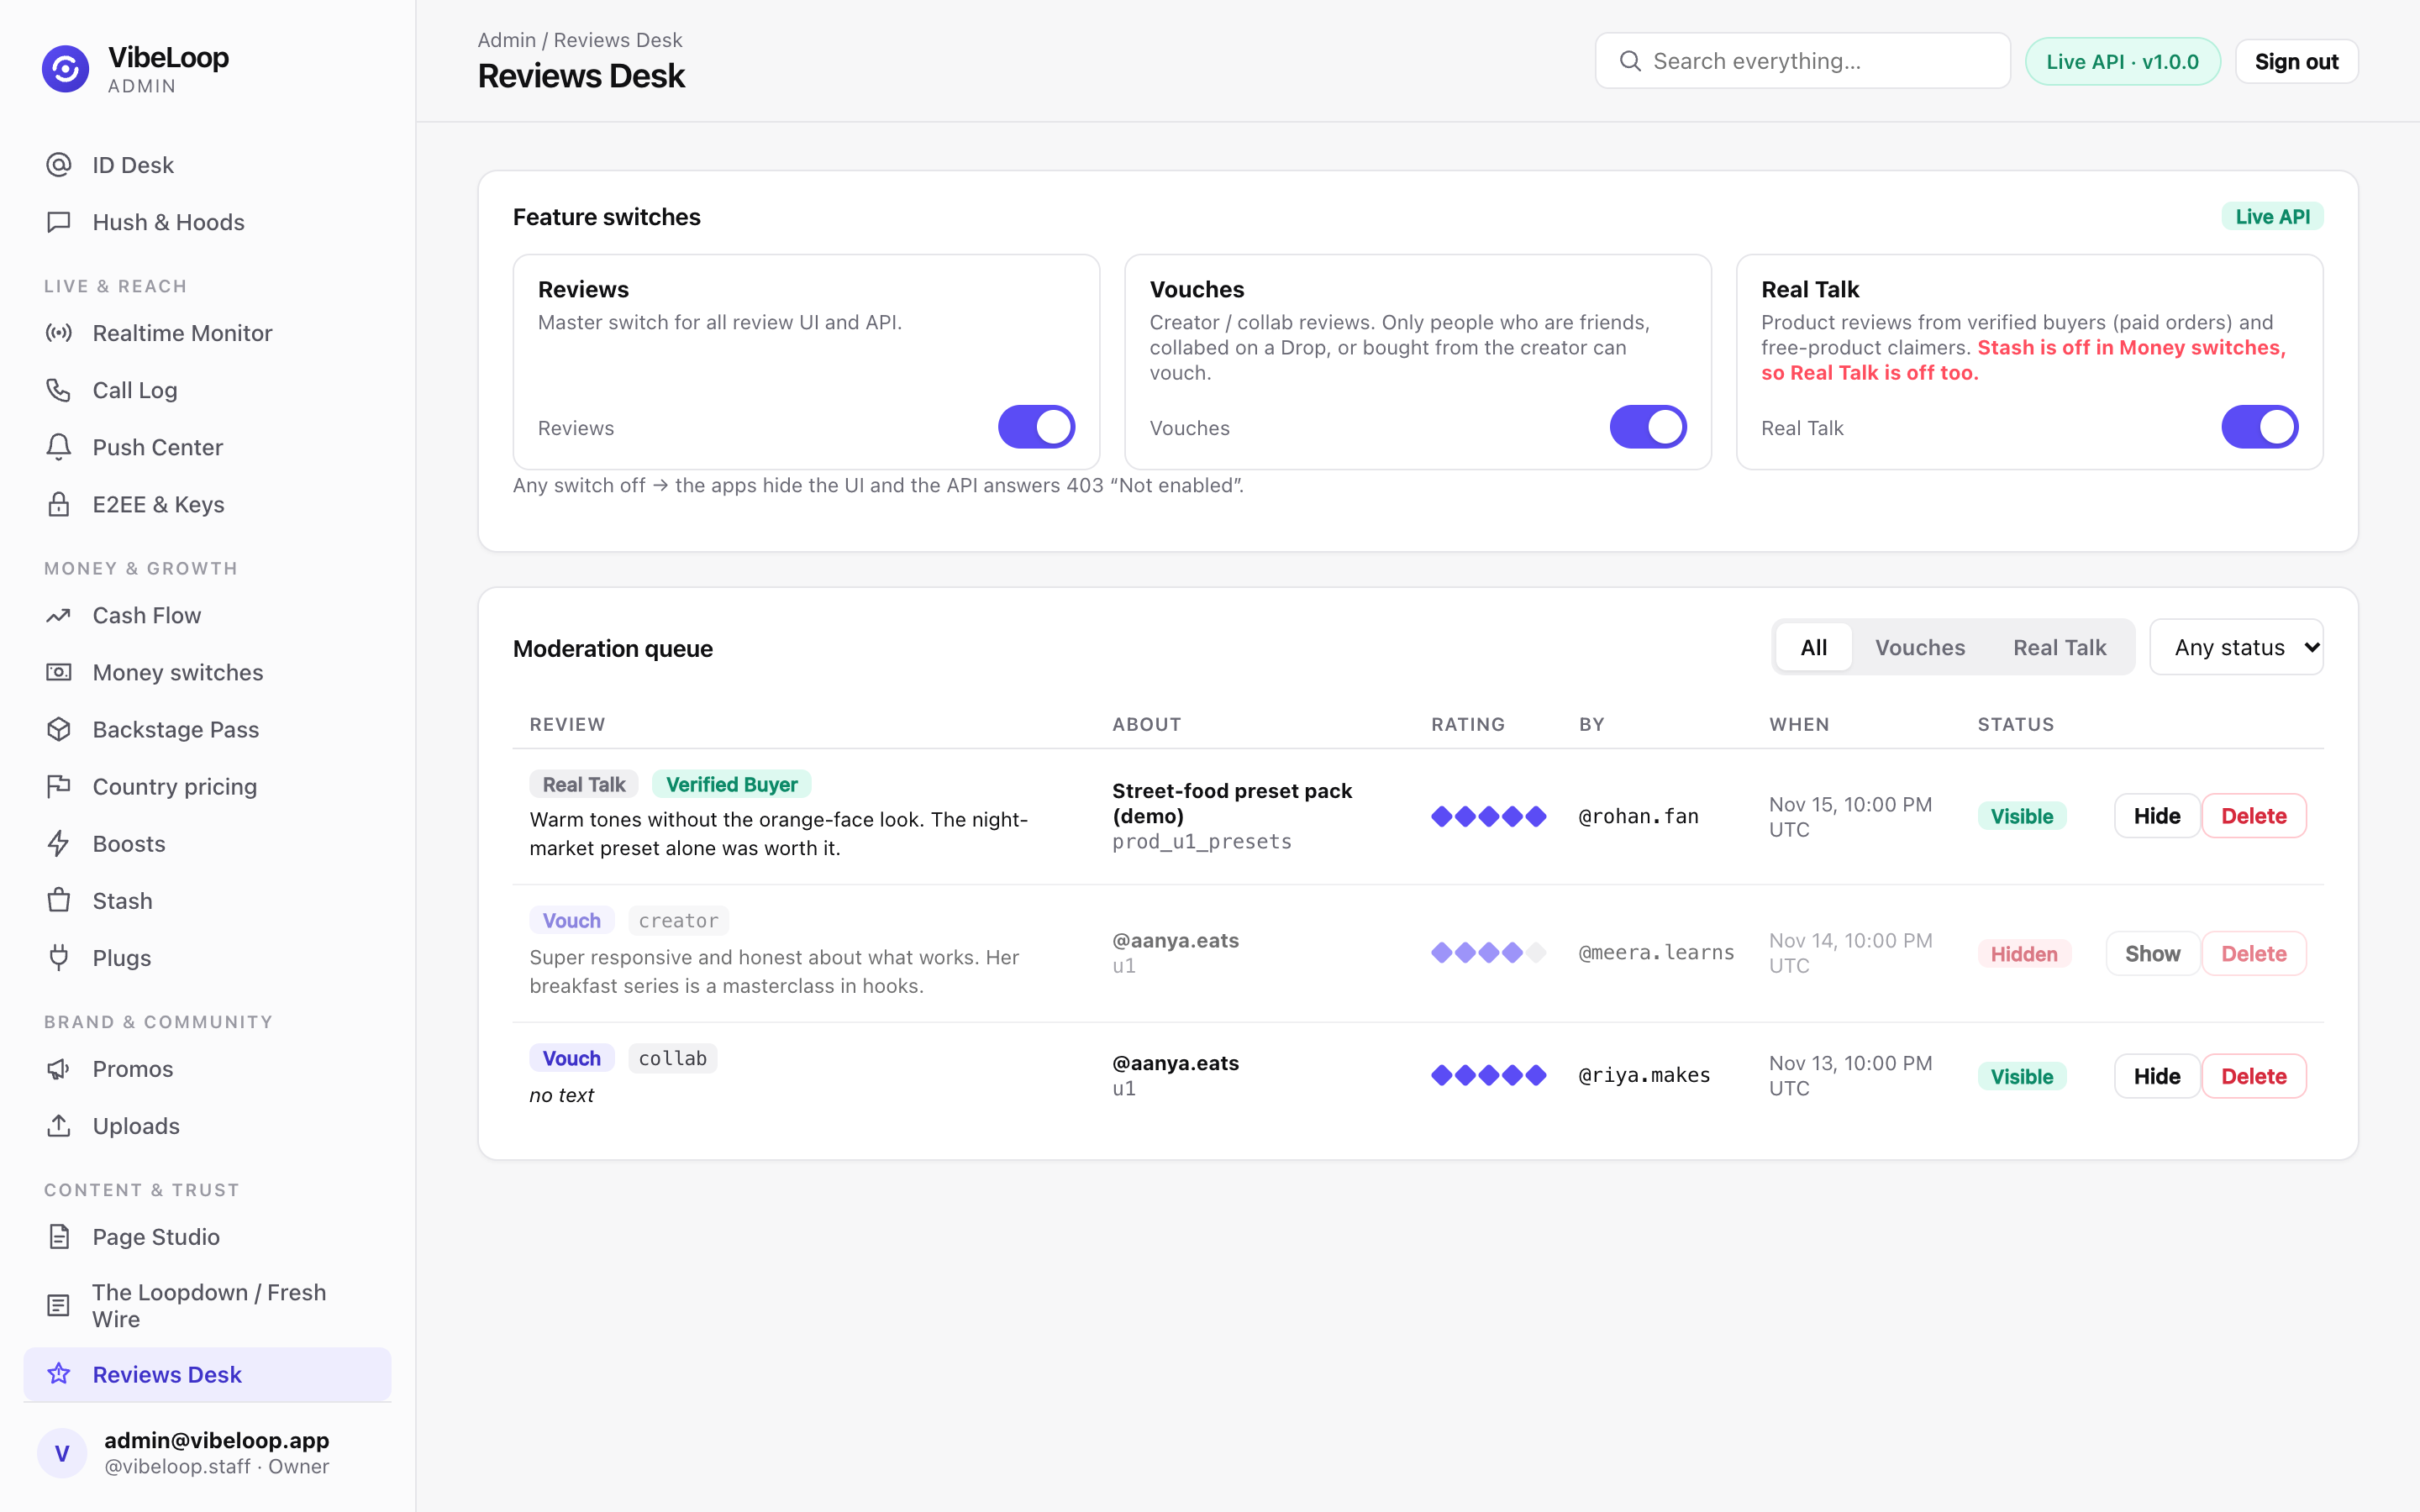 VibeLoop
ADMIN
ID Desk
Hush & Hoods
LIVE & REACH
Realtime Monitor
Call Log
Push Center
E2EE & Keys
MONEY & GROWTH
Cash Flow
Money switches
Backstage Pass
Country pricing
Boosts
Stash
Plugs
BRAND & COMMUNITY
Promos
Uploads
CONTENT & TRUST
Page Studio
The Loopdown / Fresh
Wire
Reviews Desk
V
admin@vibeloop.app
@vibeloop.staff · Owner
Admin / Reviews Desk
Reviews Desk
Search everything...
Live API · v1.0.0
Sign out
Feature switches
Live API
Reviews
Master switch for all review UI and API.
Reviews
Vouches
Creator / collab reviews. Only people who are friends,
collabed on a Drop, or bought from the creator can
vouch.
Vouches
Real Talk
Product reviews from verified buyers (paid orders) and
free-product claimers. Stash is off in Money switches,
so Real Talk is off too.
Real Talk
Any switch off → the apps hide the UI and the API answers 403 “Not enabled”.
Moderation queue
All Vouches Real Talk Any status
REVIEW ABOUT RATING BY WHEN STATUS
Real Talk Verified Buyer
Warm tones without the orange-face look. The night-
market preset alone was worth it.
Street-food preset pack
(demo)
prod_u1_presets
@rohan.fan
Nov 15, 10:00 PM
UTC
Visible
Hide Delete
Vouch creator
Super responsive and honest about what works. Her
breakfast series is a masterclass in hooks.
@aanya.eats
u1
@meera.learns
Nov 14, 10:00 PM
UTC
Hidden
Show Delete
Vouch collab
no text
@aanya.eats
u1
@riya.makes
Nov 13, 10:00 PM
UTC
Visible
Hide Delete